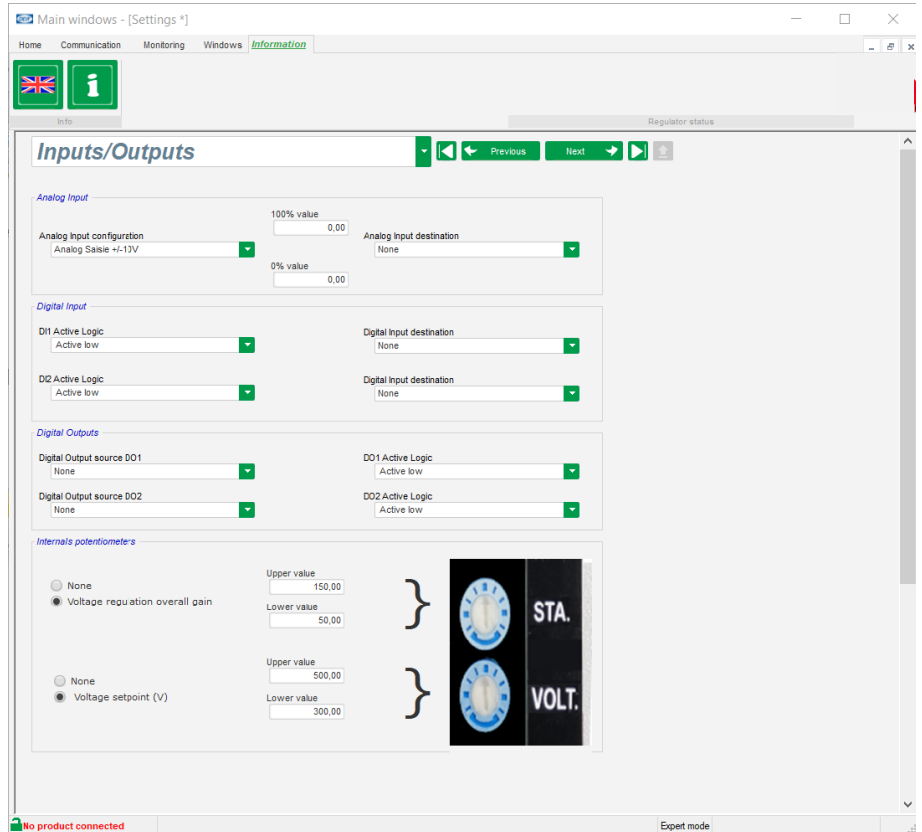 Main windows - [Settings *]
Home Communication Monitoring Windows Information
Info
Regulator status
Inputs/Outputs
Previous
Next
Analog Input
100% value
0,00
Analog Input configuration
Analog Saisie +/-10V
Analog Input destination
None
0% value
0,00
Digital Input
DI1 Active Logic
Active low
Digital Input destination
None
DI2 Active Logic
Active low
Digital Input destination
None
Digital Outputs
Digital Output source DO1
None
DO1 Active Logic
Active low
Digital Output source DO2
None
DO2 Active Logic
Active low
Internals potentiometers
None
Voltage regulation overall gain
Upper value
150,00
Lower value
50,00
STA.
None
Voltage setpoint (V)
Upper value
500,00
Lower value
300,00
VOLT.
No product connected
Expert mode